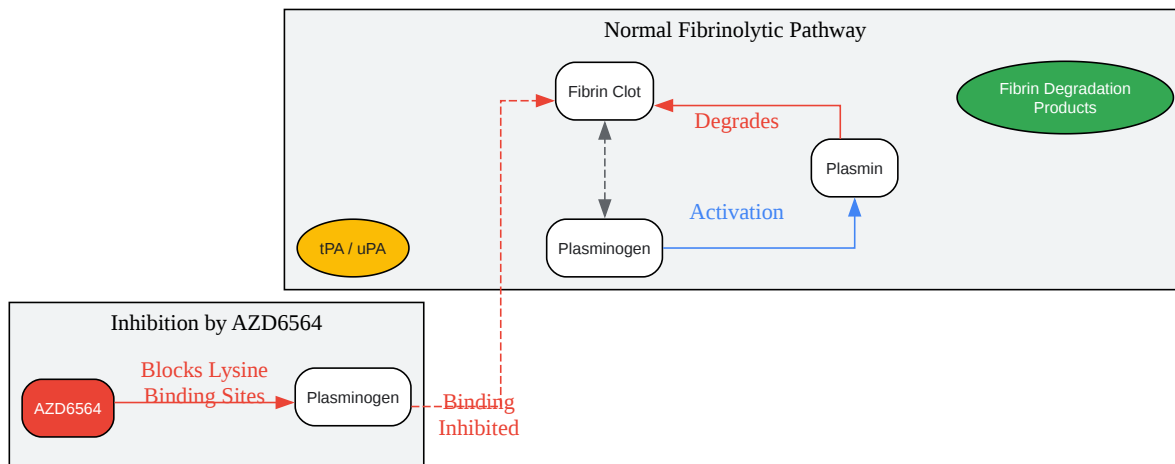 Normal Fibrinolytic Pathway
Fibrin Clot
Fibrin Degradation
Products
Degrades
Plasmin
Activation
tPA / uPA
Plasminogen
Inhibition by AZD6564
Blocks Lysine
Binding Sites
AZD6564
Plasminogen
Binding
Inhibited